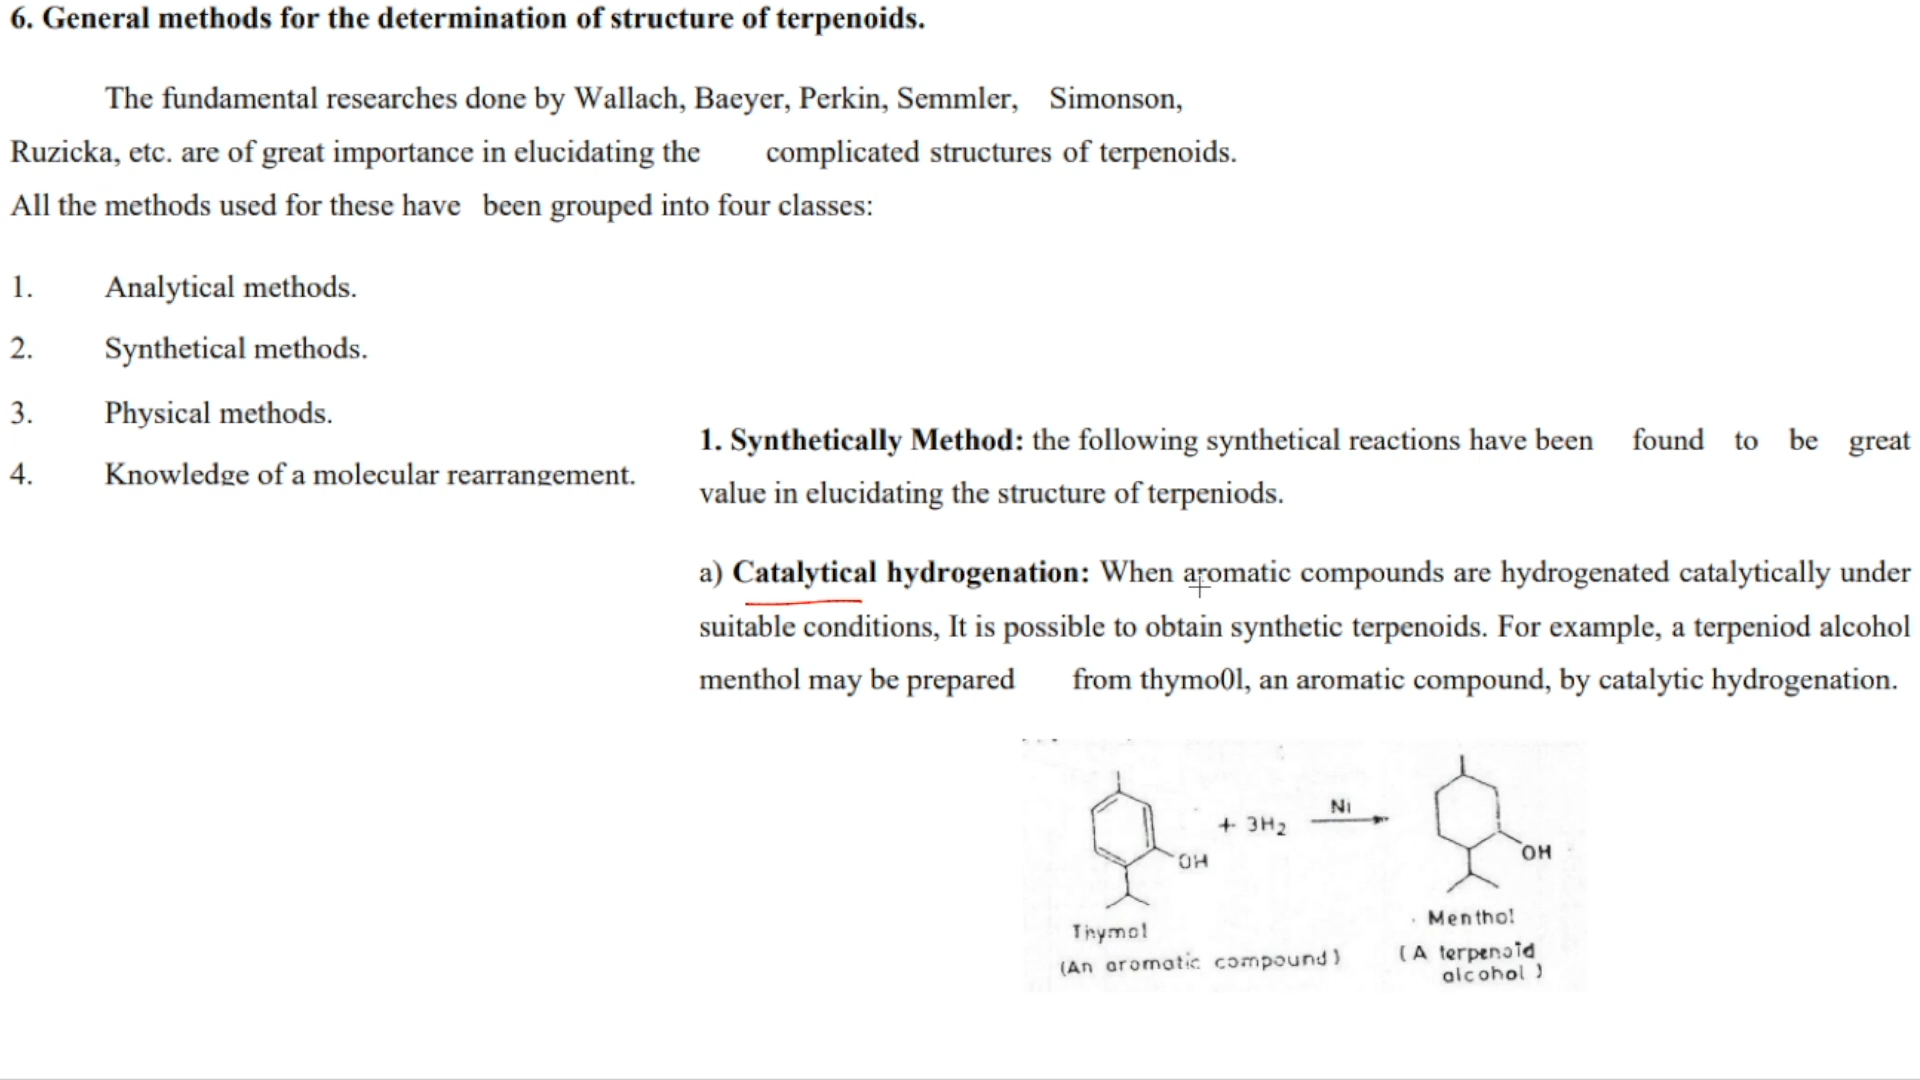 6. General methods for the determination of structure of terpenoids.
The fundamental researches done by Wallach, Baeyer, Perkin, Semmler, Simonson,
Ruzicka, etc. are of great importance in elucidating the complicated structures of terpenoids.
All the methods used for these have been grouped into four classes:
1. Analytical methods.
2. Synthetical methods.
3. Physical methods.
4. Knowledge of a molecular rearrangement.
1. Synthetically Method: the following synthetical reactions have been found to be great
value in elucidating the structure of terpeniods.
a) Catalytical hydrogenation: When aromatic compounds are hydrogenated catalytically under
suitable conditions, It is possible to obtain synthetic terpenoids. For example, a terpeniod alcohol
menthol may be prepared from thymo0l, an aromatic compound, by catalytic hydrogenation.
OH
+ 3H2
Ni
OH
Thymol
(An aromatic compound)
Menthol
(A terpenoid
alcohol)